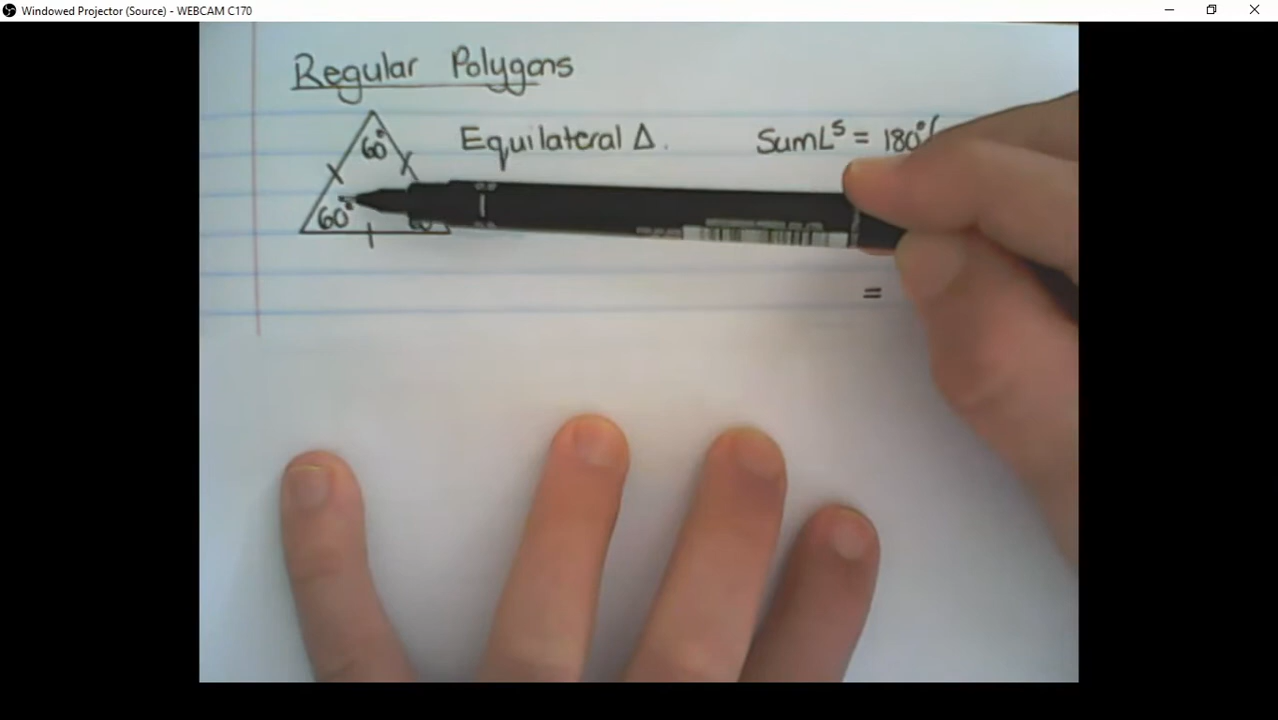 Windowed Projector (Source) - WEBCAM C170
Regular Polygons
60°
Equilateral Δ.
Sum∠s = 180°(
60°
=